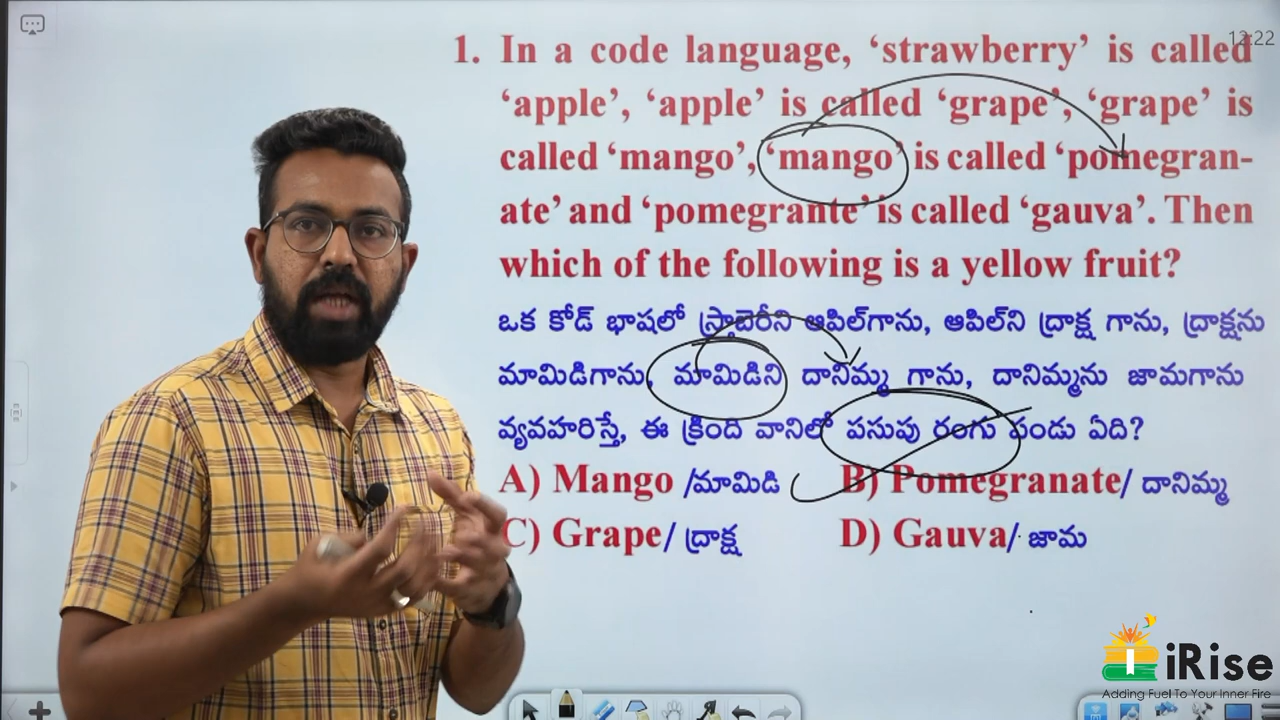 12:22
1. In a code language, ‘strawberry’ is called
‘apple’, ‘apple’ is called ‘grape’, ‘grape’ is
called ‘mango’, ‘mango’ is called ‘pomegran-
ate’ and ‘pomegrante’ is called ‘gauva’. Then
which of the following is a yellow fruit?
ఒక కోడ్ భాషలో స్ట్రాబెరీని ఆపిల్‌గాను, ఆపిల్‌ని ద్రాక్ష గాను, ద్రాక్షను
మామిడిగాను, మామిడిని దానిమ్మ గాను, దానిమ్మను జామగాను
వ్యవహరిస్తే, ఈ క్రింది వానిలో పసుపు రంగు పండు ఏది?
A) Mango /మామిడి B) Pomegranate/ దానిమ్మ
C) Grape/ ద్రాక్ష D) Gauva/ జామ
iRise
Adding Fuel To Your Inner Fire